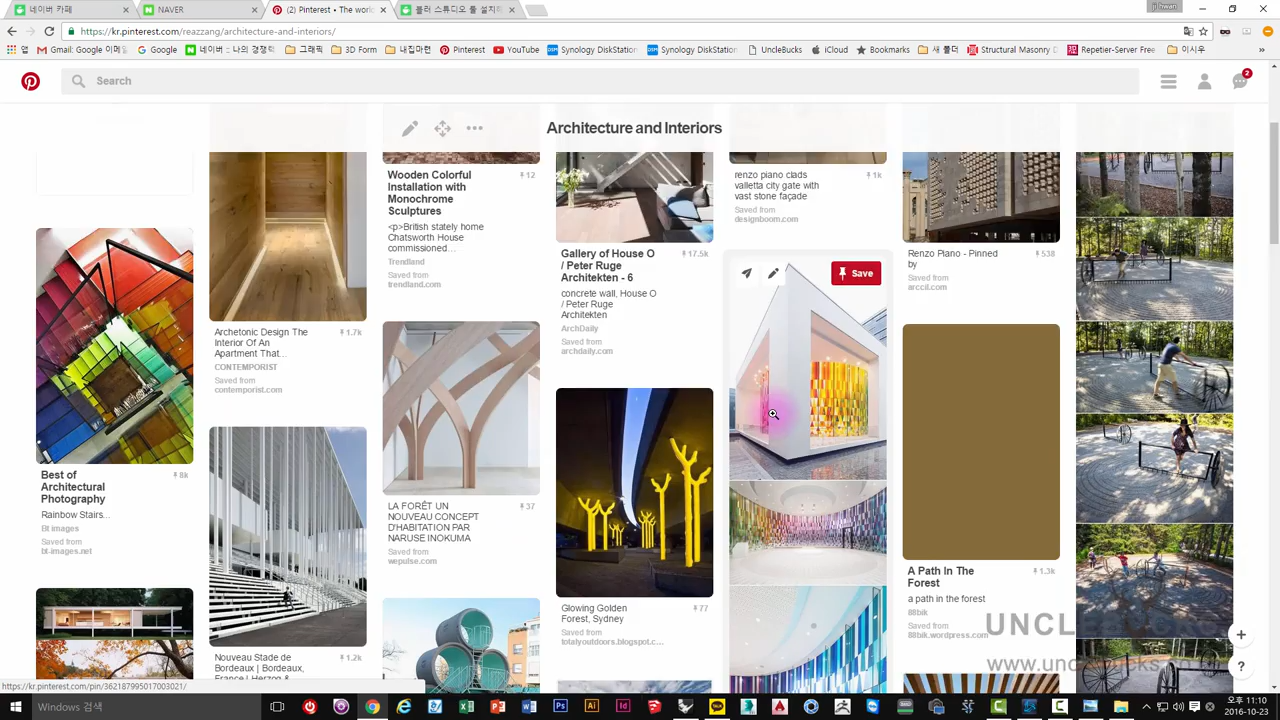 네이버 카페
NAVER
(2) Pinterest • The worl
블러 스튜디오 툴 설치하
ji hwan
https://kr.pinterest.com/reazzang/architecture-and-interiors/
앱
Gmail: Google 이메일
Google
네이버 :: 나의 경쟁력
그래픽
3D Form
내집마련
Pinterest
YouTube
Synology DiskStation
Synology DiskStation
UncleBucks
iCloud
Bookmarks
새 폴더
Structural Masonry D
Repetier-Server Free
이시우
Search
2
Architecture and Interiors
Best of
Architectural
Photography
8k
Rainbow Stairs...
Bt images
Saved from
bt-images.net
Archetonic Design The
Interior Of An
Apartment That...
1.7k
CONTEMPORIST
Saved from
contemporist.com
Nouveau Stade de
Bordeaux | Bordeaux,
France | Herzog &
1.2k
Wooden Colorful
Installation with
Monochrome
Sculptures
12
<p>British stately home
Chatsworth House
commissioned...
Trendland
Saved from
trendland.com
LA FORÊT UN
NOUVEAU CONCEPT
D'HABITATION PAR
NARUSE INOKUMA
37
Saved from
wepulse.com
Gallery of House O
/ Peter Ruge
Architekten - 6
17.5k
concrete wall, House O
/ Peter Ruge
Architekten
ArchDaily
Saved from
archdaily.com
Glowing Golden
Forest, Sydney
77
Saved from
totalyoutdoors.blogspot.c...
renzo piano clads
valletta city gate with
vast stone façade
1k
Saved from
designboom.com
Save
Renzo Piano - Pinned
by
538
Saved from
arccil.com
A Path In The
Forest
1.3k
a path in the forest
88bik
Saved from
88bik.wordpress.com
UNCL
+
?
https://kr.pinterest.com/pin/362187995017003021/
Windows 검색
오후 11:10
2016-10-23